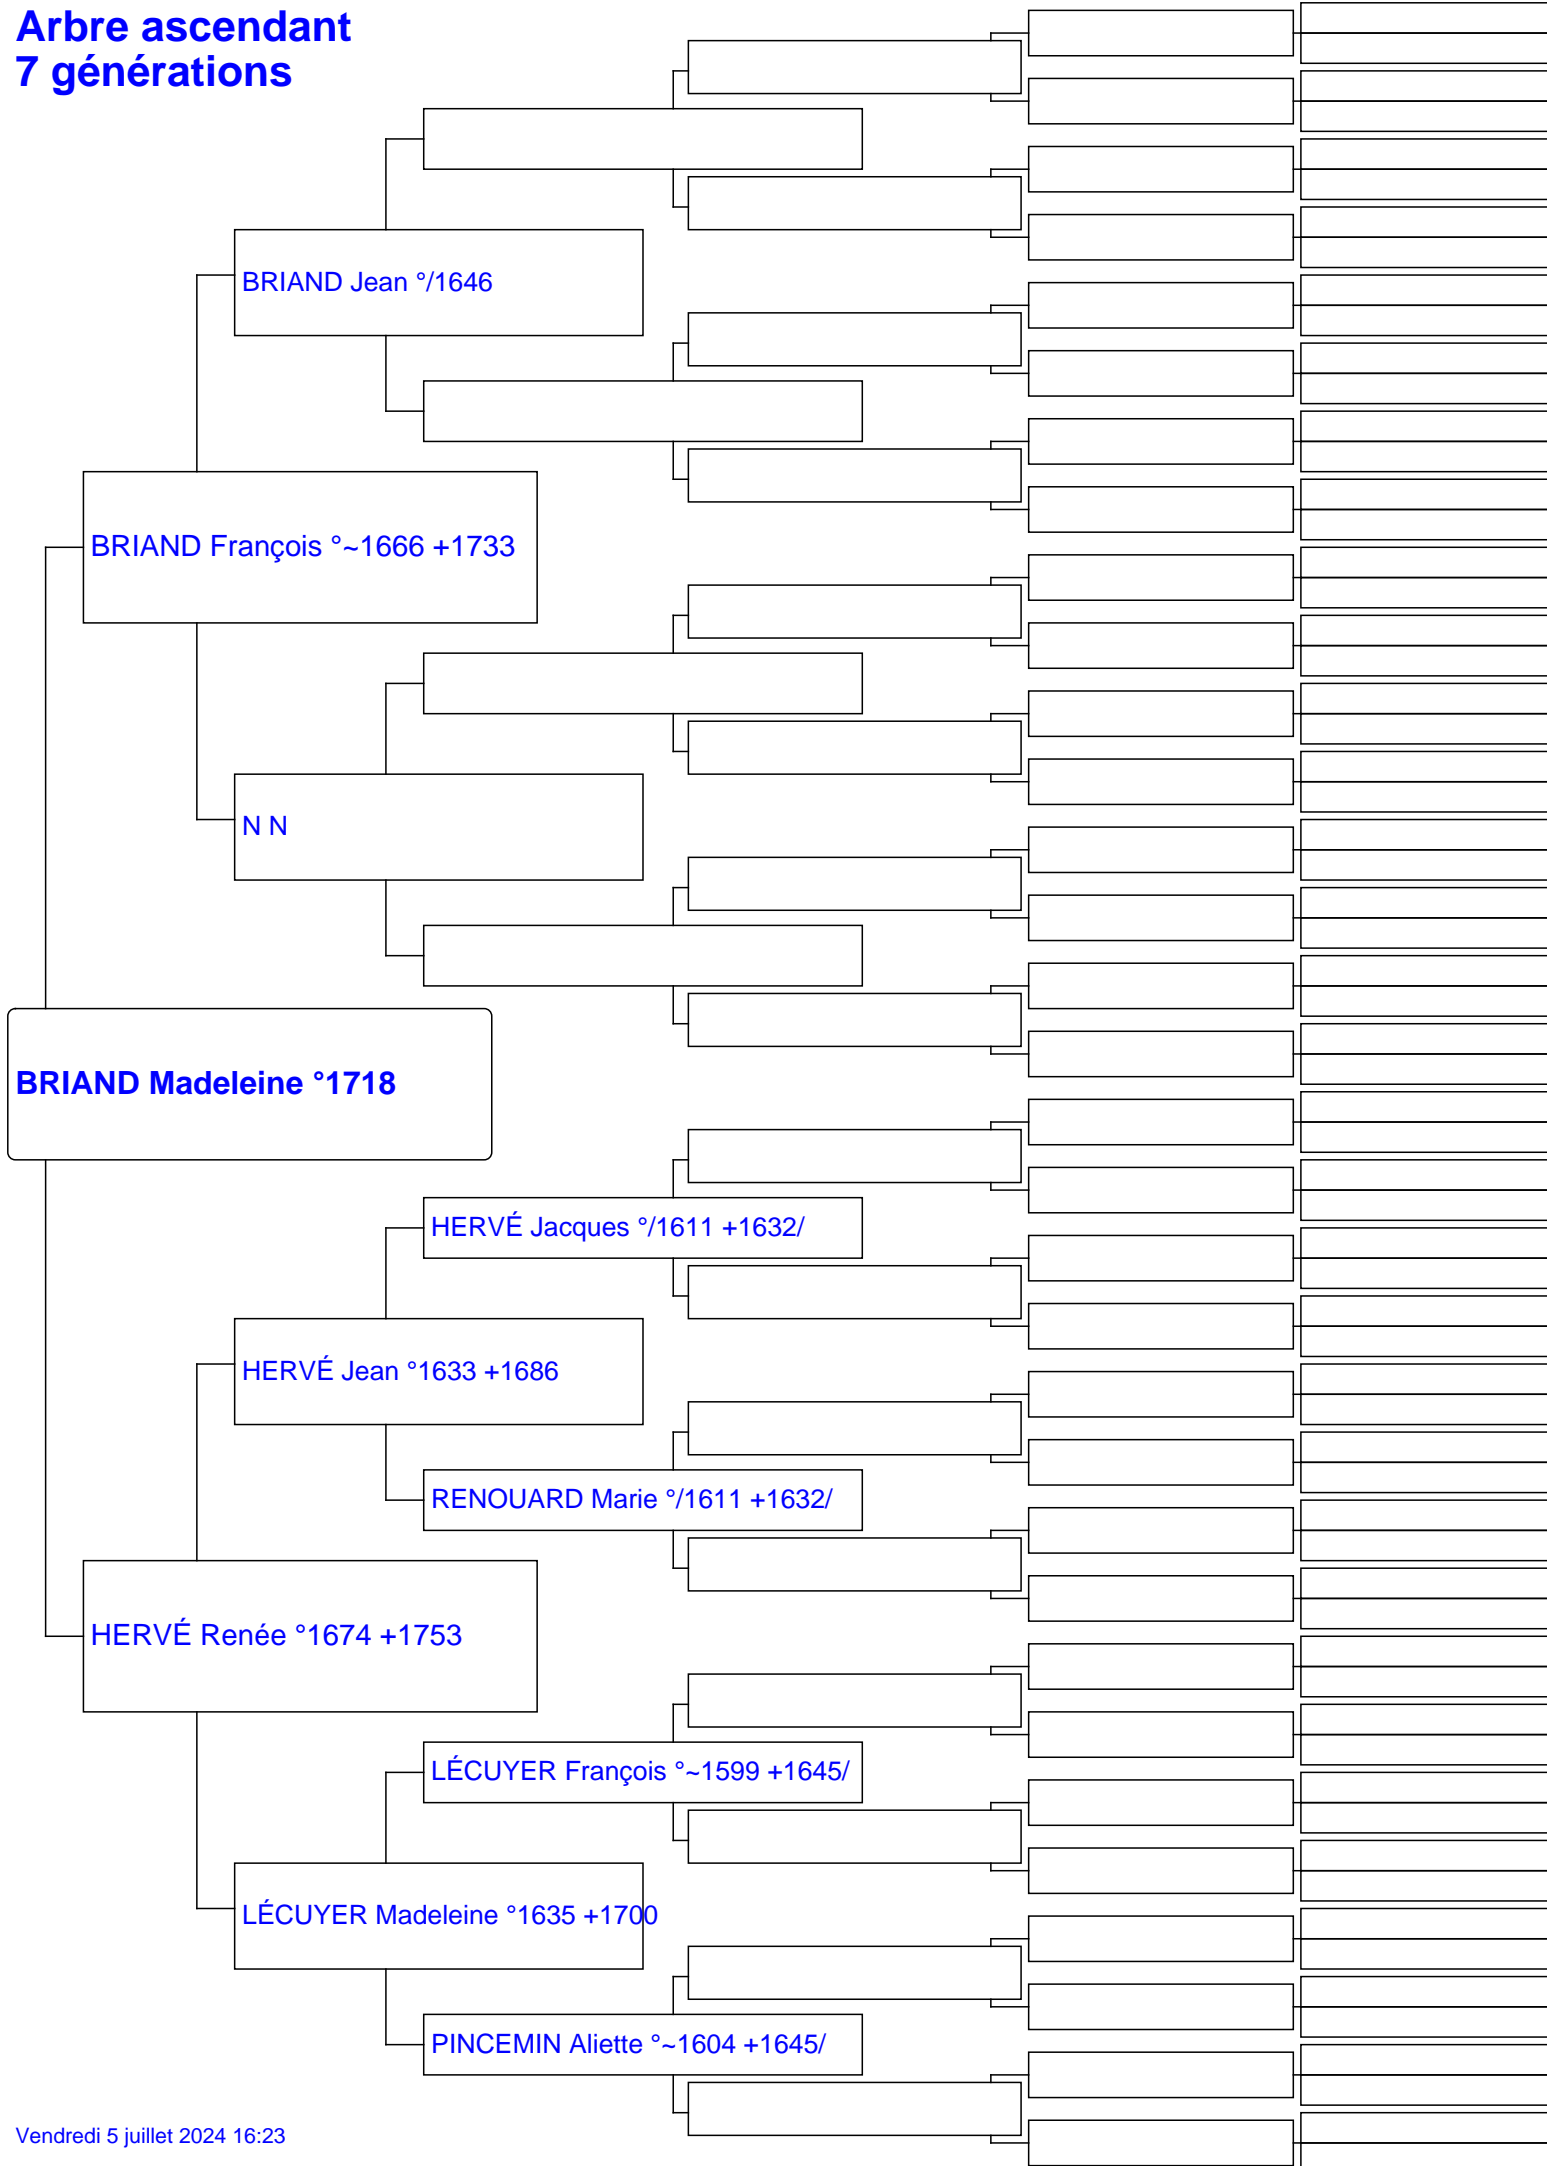 Arbre ascendant
7 générations
BRIAND Jean °/1646
BRIAND François °~1666 +1733
N N
BRIAND Madeleine °1718
HERVÉ Jacques °/1611 +1632/
HERVÉ Jean °1633 +1686
RENOUARD Marie °/1611 +1632/
HERVÉ Renée °1674 +1753
LÉCUYER François °~1599 +1645/
LÉCUYER Madeleine °1635 +1700
PINCEMIN Aliette °~1604 +1645/
Vendredi 5 juillet 2024 16:23